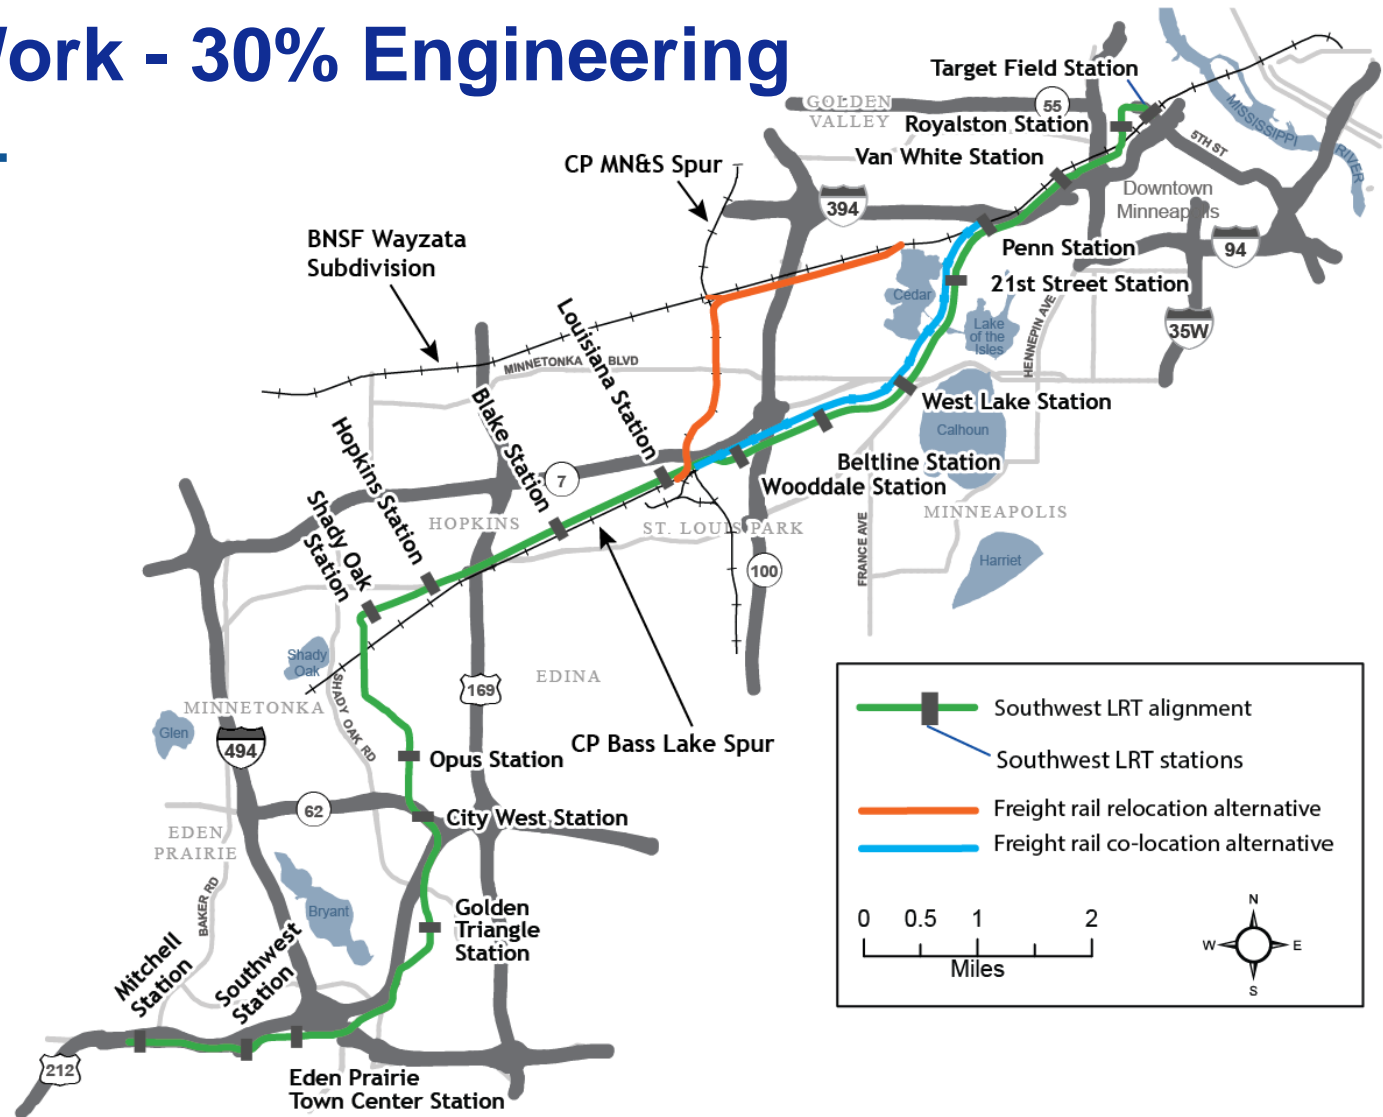 Work - 30% Engineering
Target Field Station
GOLDEN
VALLEY
55
Royalston Station
MISSISSIPPI
RIVER
5TH ST
CP MN&S Spur
Van White Station
Downtown
Minneapolis
394
BNSF Wayzata
Subdivision
Penn Station
94
21st Street Station
Cedar
Lake
of the
Isles
HENNEPIN AVE
35W
Louisiana Station
MINNETONKA BLVD
Blake Station
West Lake Station
Calhoun
Hopkins Station
Beltline Station
Wooddale Station
7
Shady Oak
Station
HOPKINS
ST. LOUIS PARK
MINNEAPOLIS
FRANCE AVE
Harriet
100
Shady
Oak
SHADY OAK RD
EDINA
169
MINNETONKA
Glen
494
CP Bass Lake Spur
Opus Station
62
City West Station
EDEN
PRAIRIE
BAKER RD
Bryant
Golden
Triangle
Station
Mitchell
Station
Southwest
Station
212
Eden Prairie
Town Center Station
Southwest LRT alignment
Southwest LRT stations
Freight rail relocation alternative
Freight rail co-location alternative
0 0.5 1 2
Miles
N
W E
S